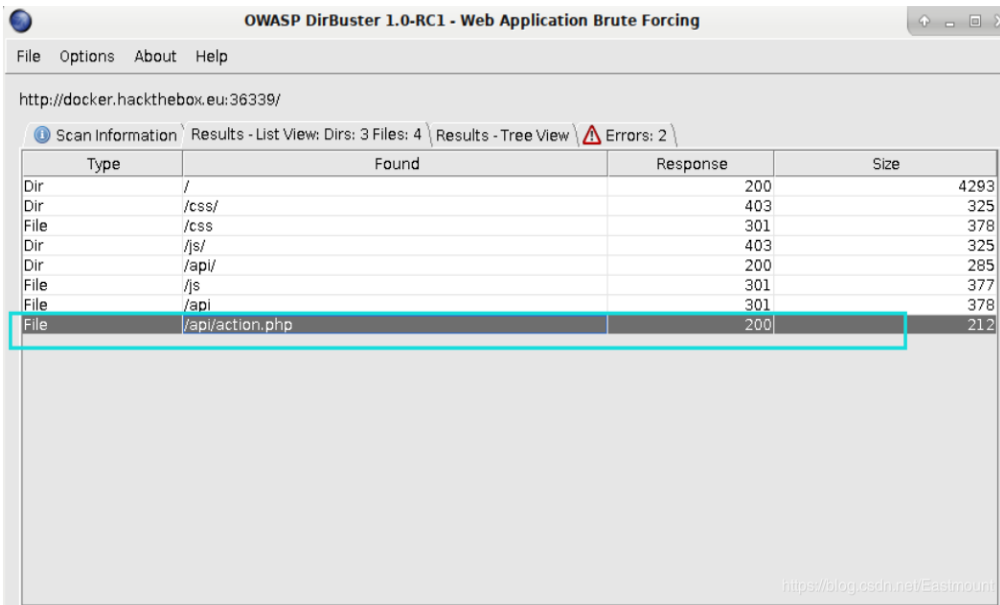 OWASP DirBuster 1.0-RC1 - Web Application Brute Forcing
File Options About Help
http://docker.hackthebox.eu:36339/
Scan Information Results - List View: Dirs: 3 Files: 4 Results - Tree View Errors: 2
Type Found Response Size
Dir / 200 4293
Dir /css/ 403 325
File /css 301 378
Dir /js/ 403 325
Dir /api/ 200 285
File /js 301 377
File /api 301 378
File /api/action.php 200 212
https://blog.csdn.net/Eastmount